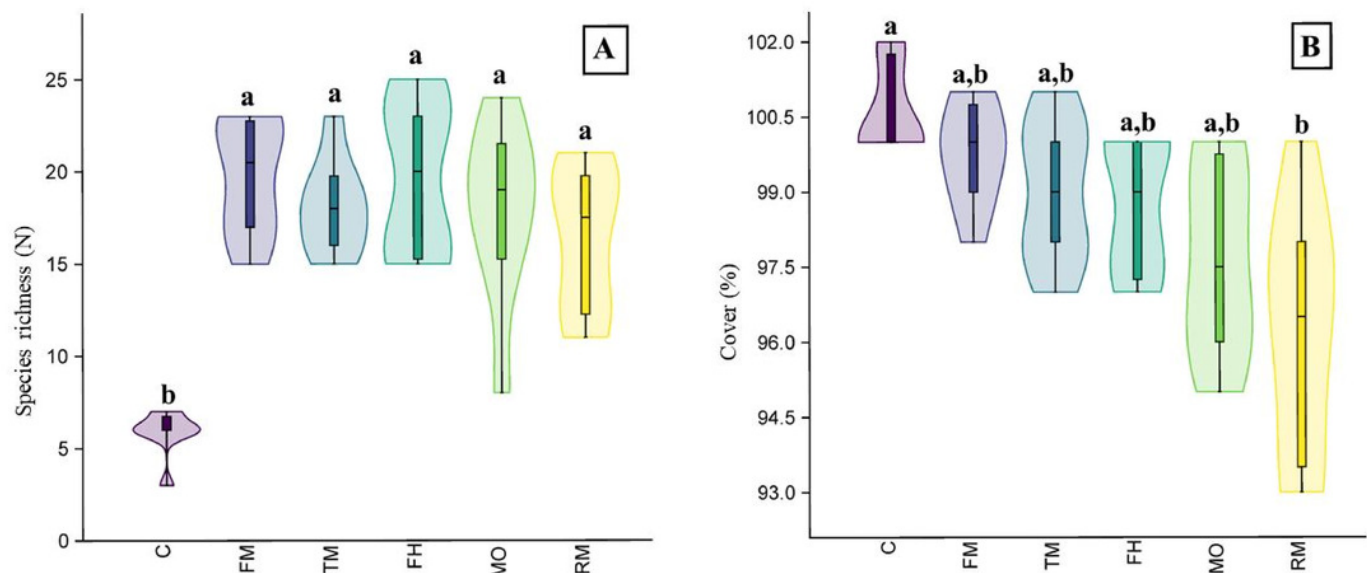 A
Species richness (N)
25
20
15
10
5
0
b
a
a
a
a
a
C
FM
TM
FH
MO
RM
B
Cover (%)
102.0
100.5
99.0
97.5
96.0
94.5
93.0
a
a,b
a,b
a,b
a,b
b
C
FM
TM
FH
MO
RM